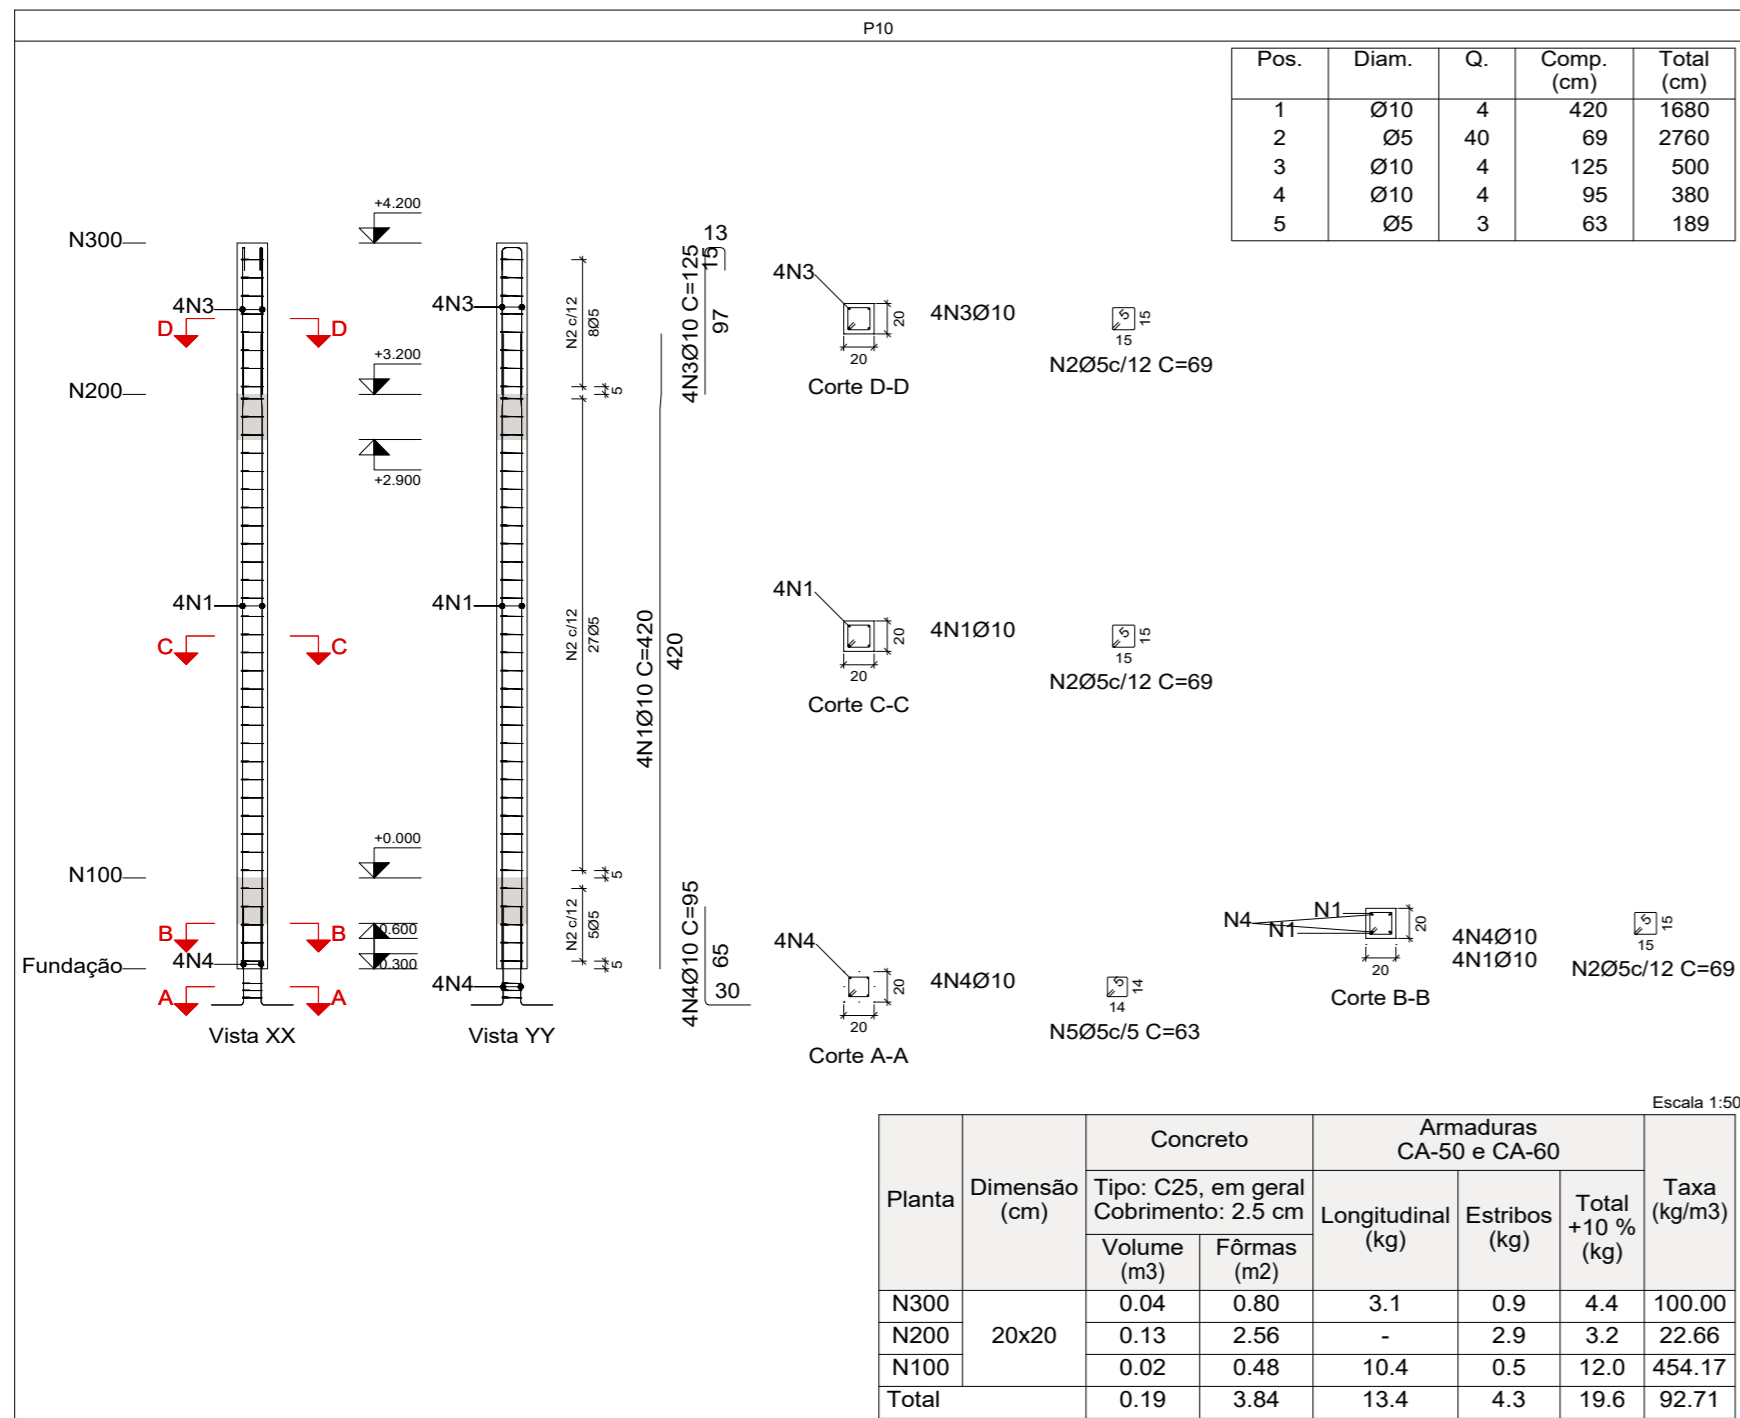 P10
Pos. Diam. Q. Comp. (cm) Total (cm)
1 Ø10 4 420 1680
2 Ø5 40 69 2760
3 Ø10 4 125 500
4 Ø10 4 95 380
5 Ø5 3 63 189
N300
N200
N100
Fundação
4N3
D D
4N1
C C
B B
4N4
A A
Vista XX
+4.200
+3.200
+2.900
+0.000
0.600
0.300
4N3
4N1
4N4
Vista YY
N2 c/12
8Ø5
5
N2 c/12
27Ø5
5
N2 c/12
5Ø5
5
4N1Ø10 C=420
420
4N3Ø10 C=125
13
15
97
4N4Ø10 C=95
65
30
4N3
20
20
4N3Ø10
Corte D-D
5
15
15
N2Ø5c/12 C=69
4N1
20
20
4N1Ø10
Corte C-C
5
15
15
N2Ø5c/12 C=69
4N4
20
20
4N4Ø10
Corte A-A
5
14
14
N5Ø5c/5 C=63
N4
N1
N1
20
20
4N4Ø10
4N1Ø10
Corte B-B
5
15
15
N2Ø5c/12 C=69
Escala 1:50
Planta
Dimensão
(cm)
Concreto
Armaduras
CA-50 e CA-60
Taxa
(kg/m3)
Tipo: C25, em geral
Cobrimento: 2.5 cm
Longitudinal
(kg)
Estribos
(kg)
Total
+10 %
(kg)
Volume
(m3)
Fôrmas
(m2)
N300 0.04 0.80 3.1 0.9 4.4 100.00
N200 20x20 0.13 2.56 - 2.9 3.2 22.66
N100 0.02 0.48 10.4 0.5 12.0 454.17
Total 0.19 3.84 13.4 4.3 19.6 92.71